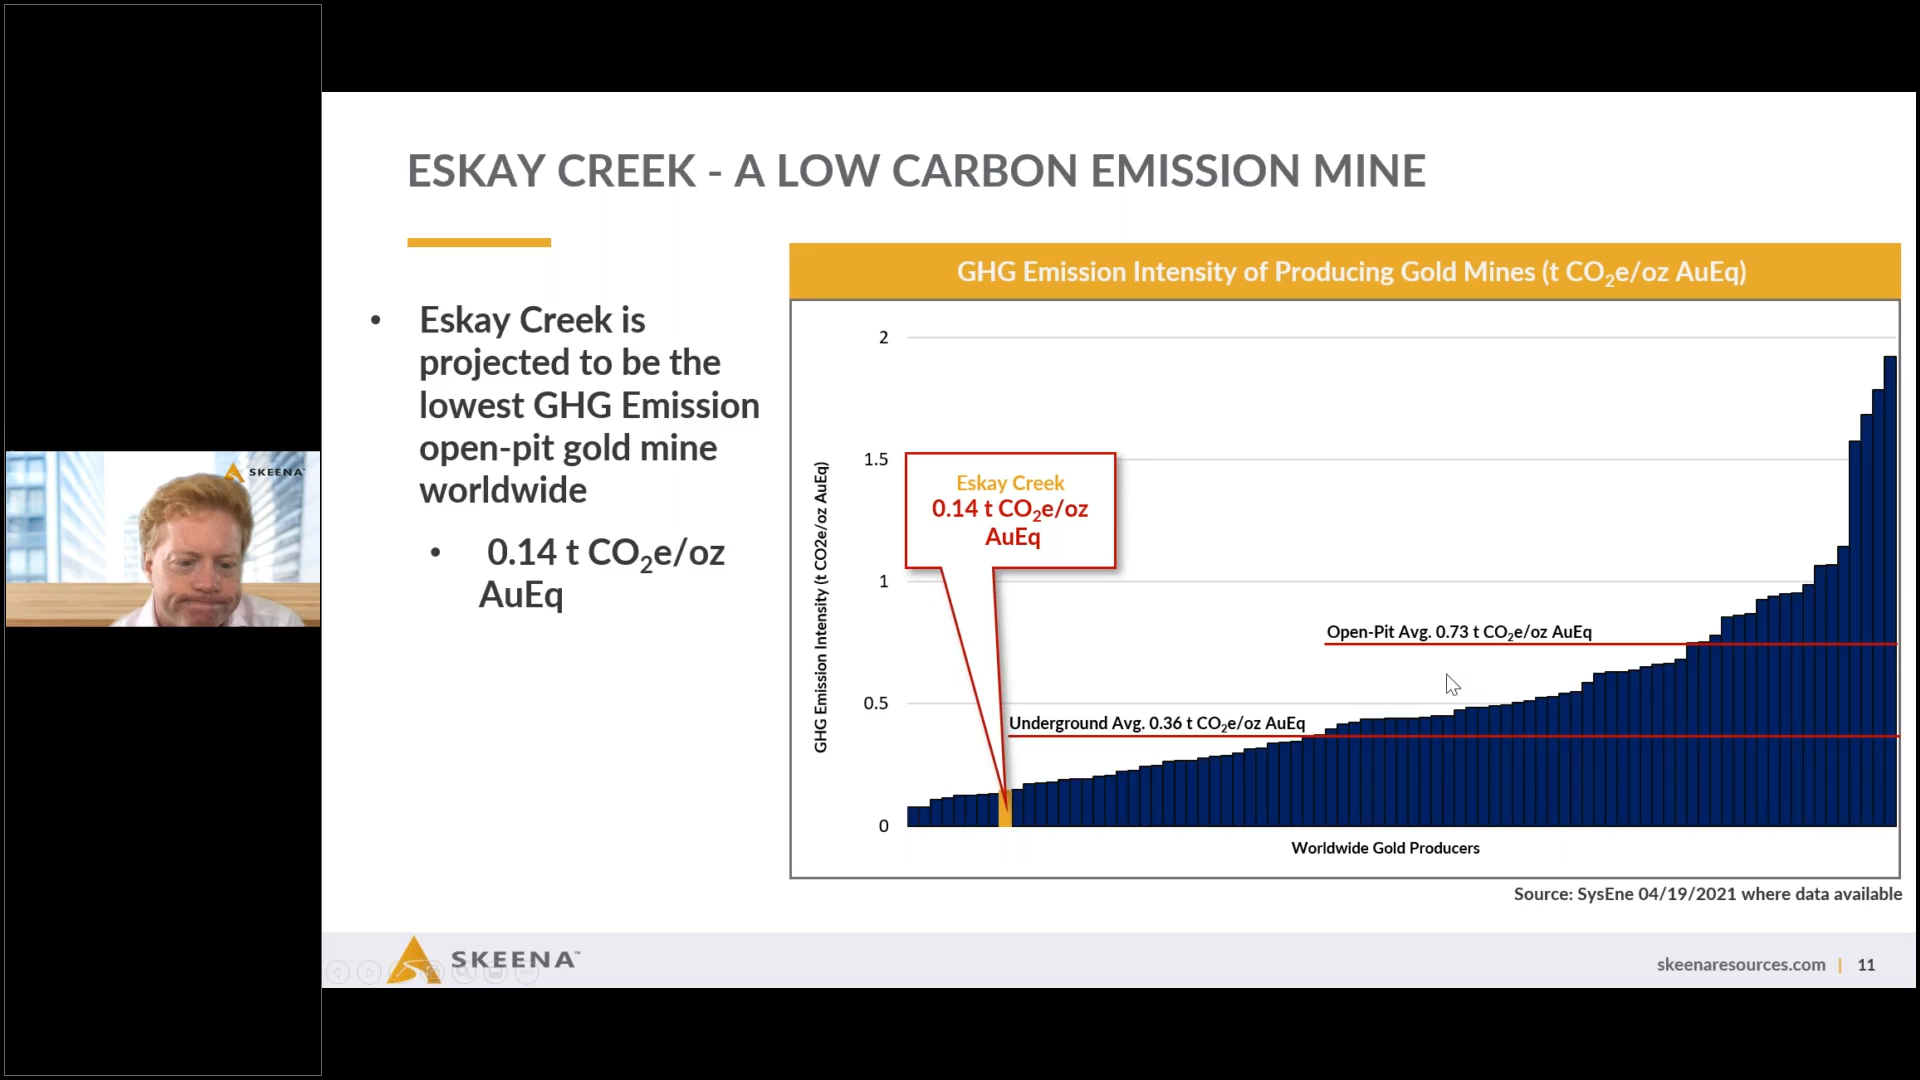 SKEENA
ESKAY CREEK - A LOW CARBON EMISSION MINE
• Eskay Creek is
projected to be the
lowest GHG Emission
open-pit gold mine
worldwide
• 0.14 t CO₂e/oz
AuEq
GHG Emission Intensity of Producing Gold Mines (t CO₂e/oz AuEq)
GHG Emission Intensity (t CO2e/oz AuEq)
2
1.5
1
0.5
0
Eskay Creek
0.14 t CO₂e/oz
AuEq
Open-Pit Avg. 0.73 t CO₂e/oz AuEq
Underground Avg. 0.36 t CO₂e/oz AuEq
Worldwide Gold Producers
Source: SysEne 04/19/2021 where data available
SKEENA™
skeenaresources.com | 11